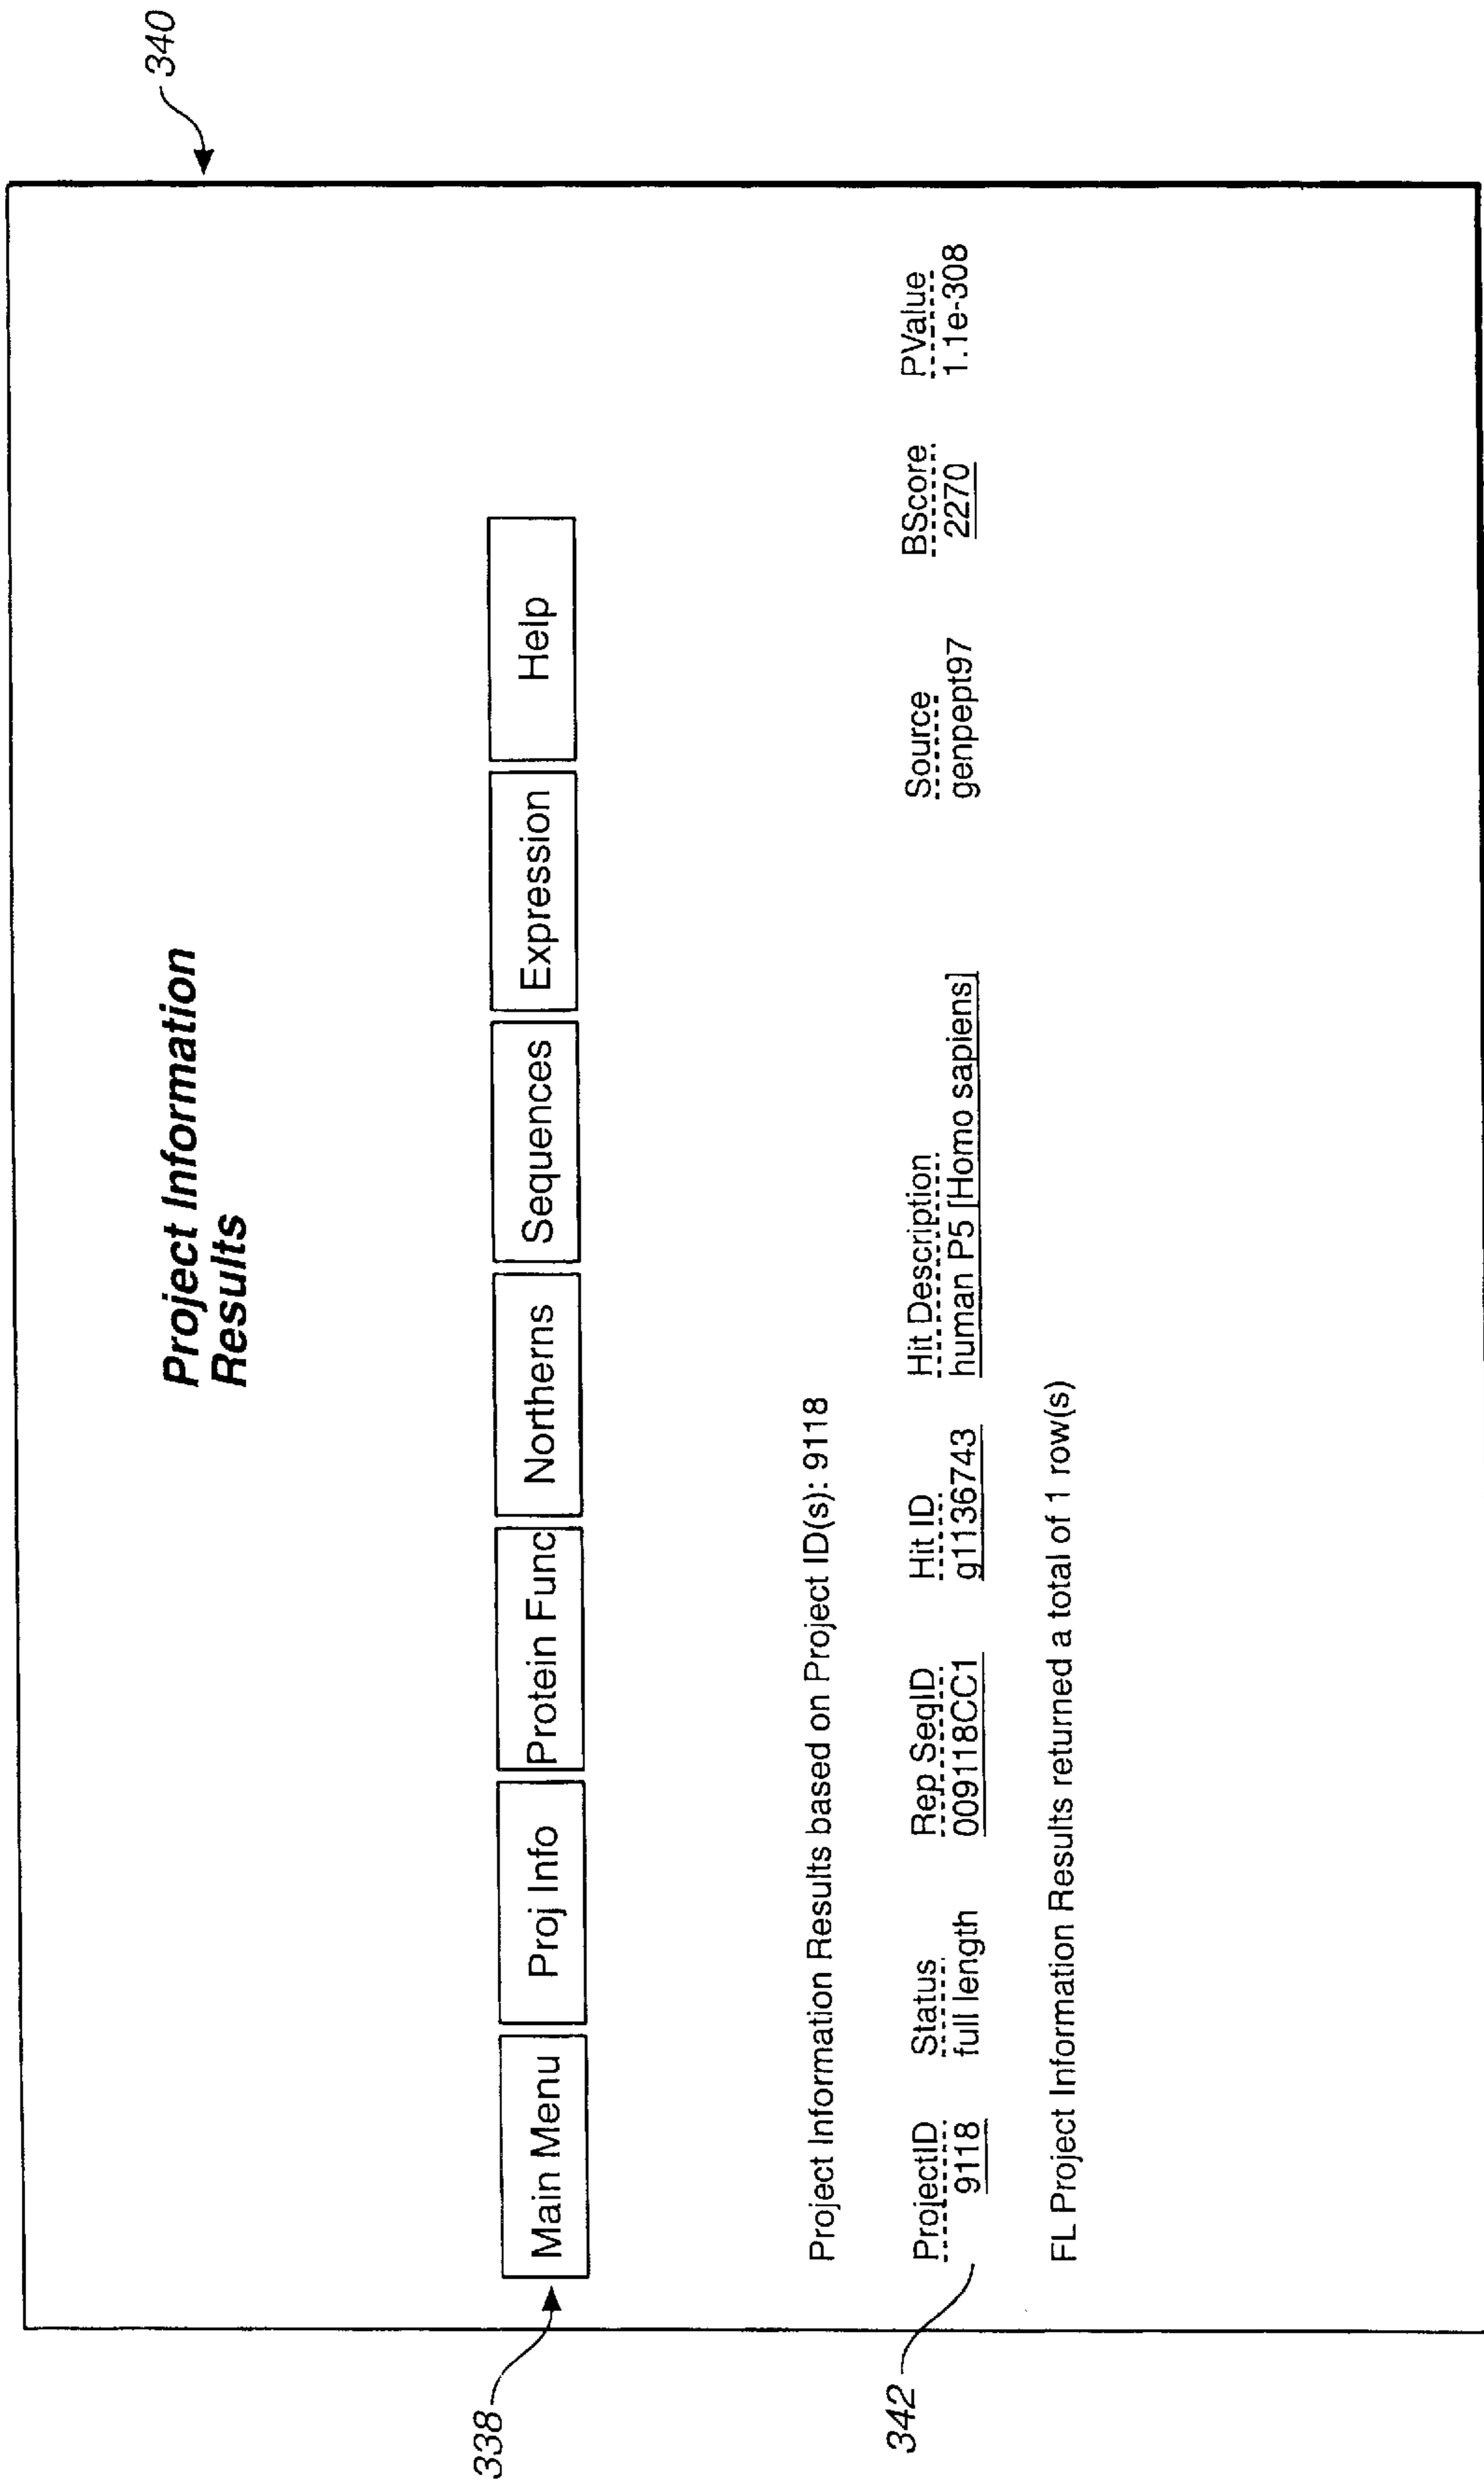 340
Project Information
Results
338
Main Menu Proj Info Protein Func Northerns Sequences Expression Help
Project Information Results based on Project ID(s): 9118
342
ProjectID Status Rep SeqID Hit ID Hit Description Source BScore PValue
9118 full length 009118CC1 g1136743 human P5 [Homo sapiens] genpept97 2270 1.1e-308
FL Project Information Results returned a total of 1 row(s)